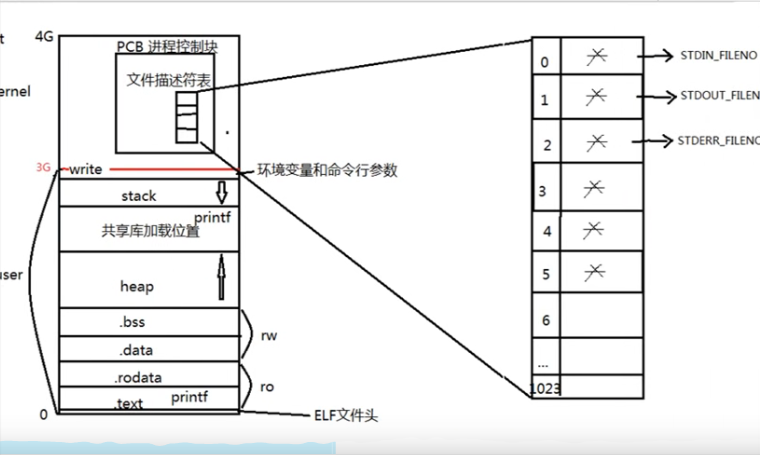 4G
PCB 进程控制块
文件描述符表
3G
write
环境变量和命令行参数
stack
printf
共享库加载位置
user
heap
.bss
rw
.data
.rodata
ro
.text
printf
0
ELF文件头
0
STDIN_FILENO
1
STDOUT_FILEN
2
STDERR_FILENO
3
4
5
6
...
1023